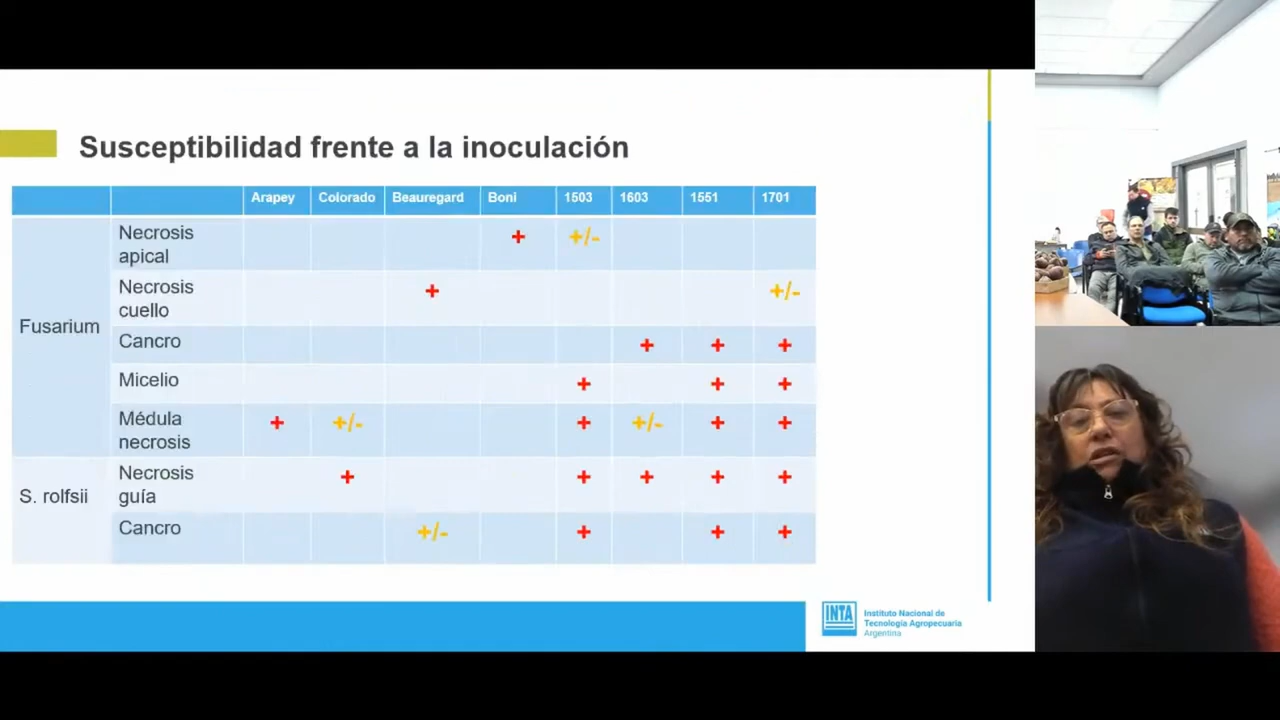 Susceptibilidad frente a la inoculación
Arapey Colorado Beauregard Boni 1503 1603 1551 1701
Fusarium
Necrosis
apical
+ +/-
Necrosis
cuello
+ +/-
Cancro + + +
Micelio + + +
Médula
necrosis
+ +/- + +/- + +
S. rolfsii
Necrosis
guía
+ + + + +
Cancro +/- + + +
INTA
Instituto Nacional de
Tecnología Agropecuaria
Argentina